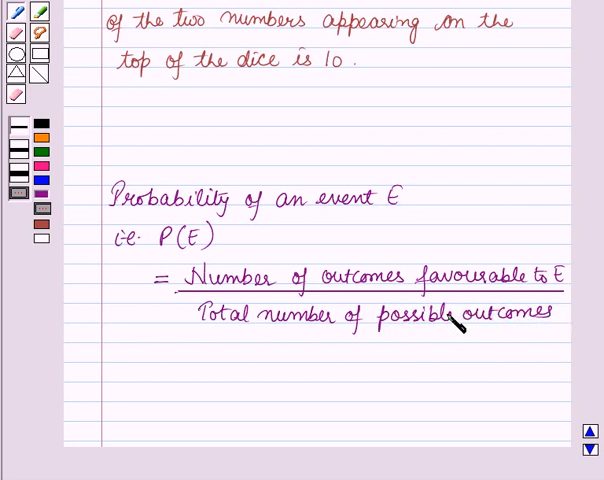 of the two numbers appearing on the
top of the dice is 10.
Probability of an event E
i.e. P(E)
= Number of outcomes favourable to E
Total number of possible outcomes